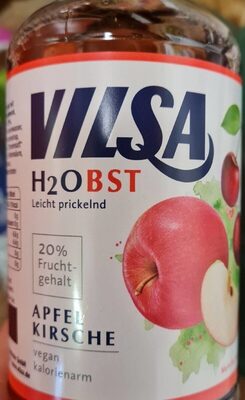 VILSA
H2OBST
Leicht prickelnd
20%
Frucht-
gehalt
APFEL
KIRSCHE
vegan
kalorienarm